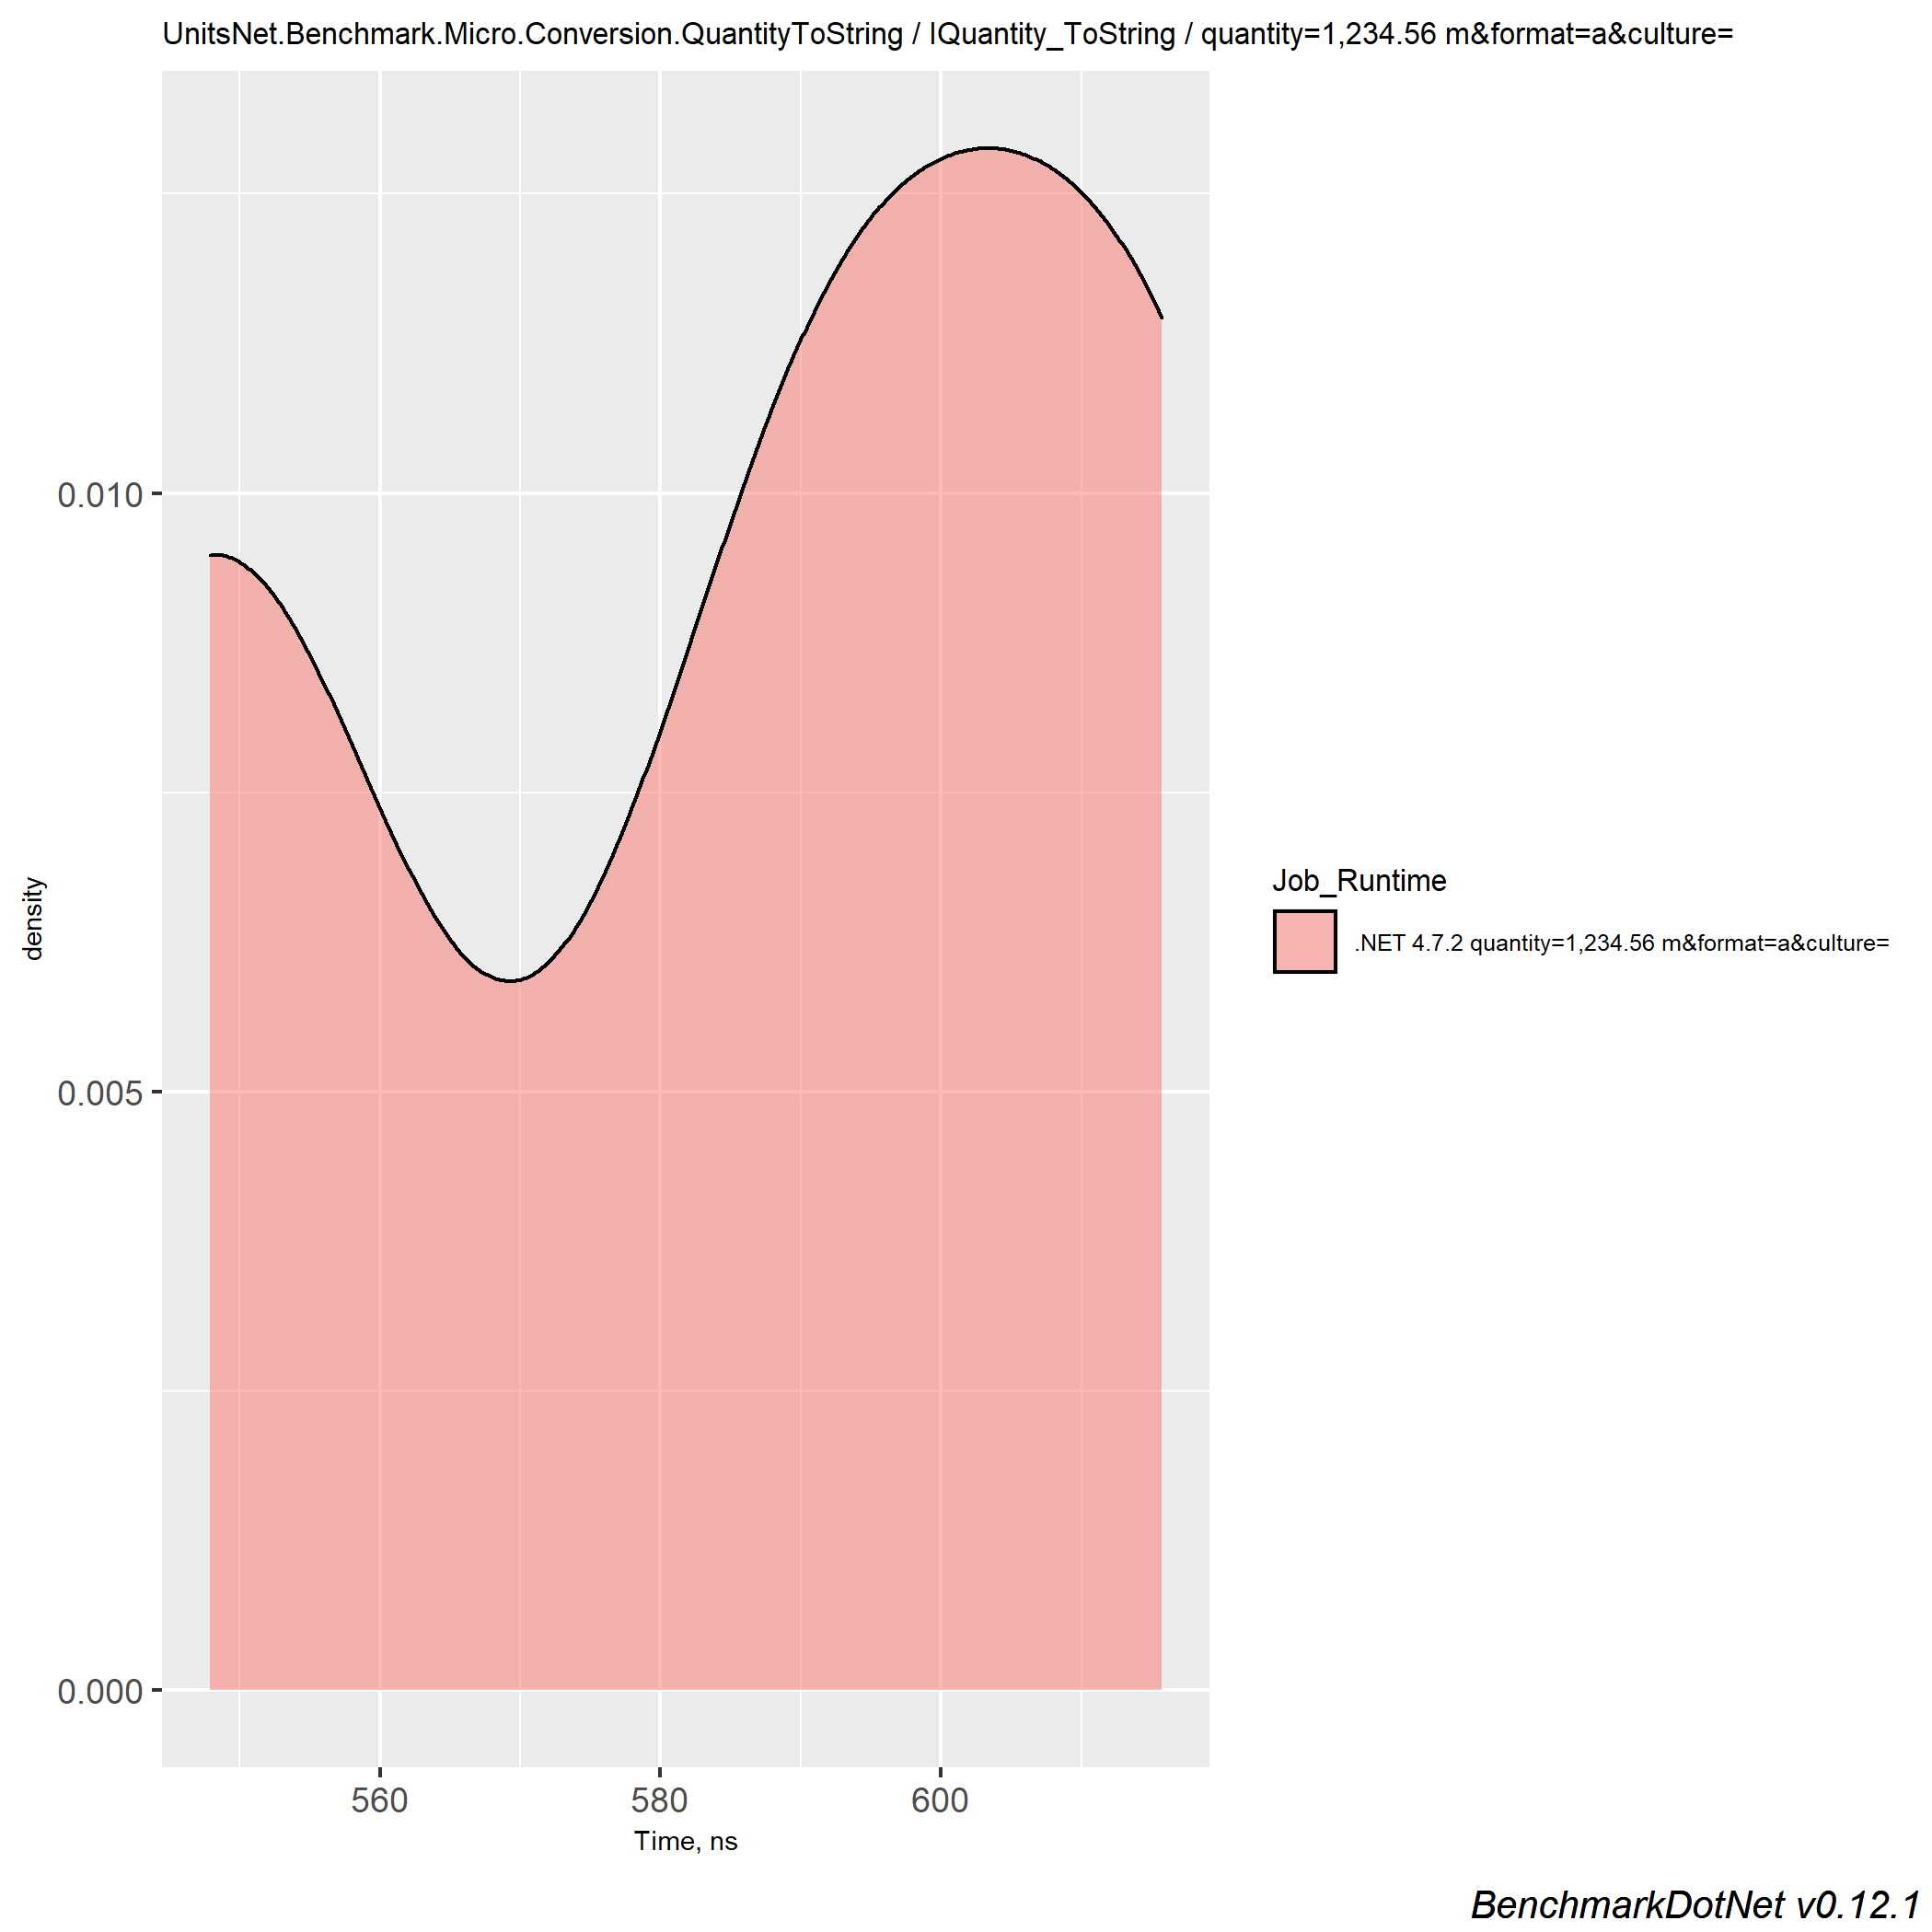 UnitsNet.Benchmark.Micro.Conversion.QuantityToString / IQuantity_ToString / quantity=1,234.56 m&format=a&culture=
density
0.010
0.005
0.000
560 580 600
Time, ns
Job_Runtime
.NET 4.7.2 quantity=1,234.56 m&format=a&culture=
BenchmarkDotNet v0.12.1